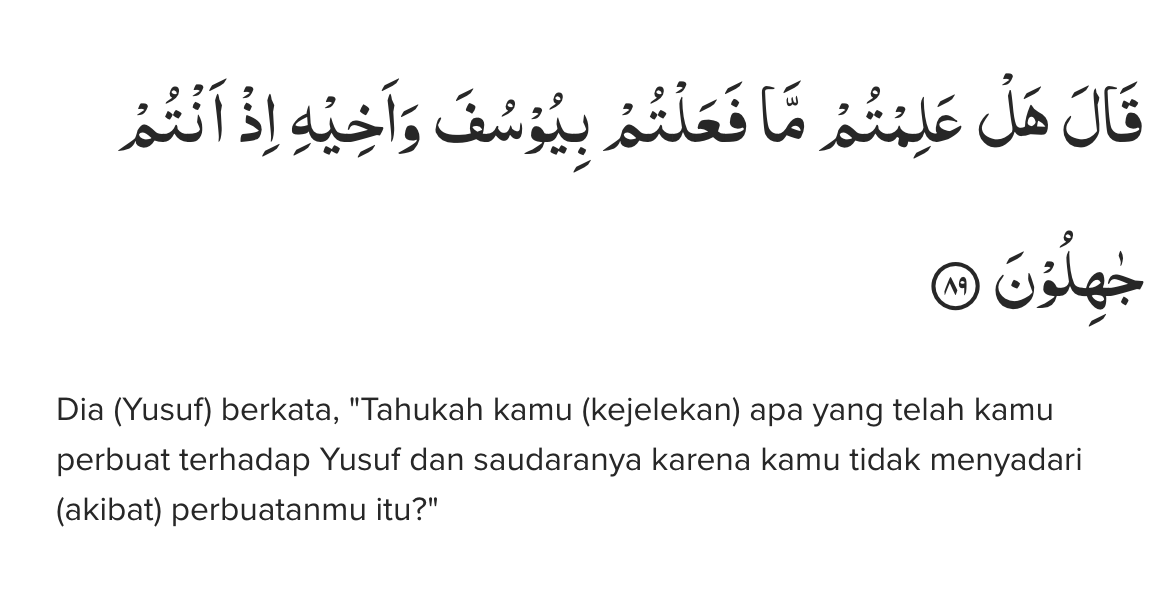 قَالَ هَلْ عَلِمْتُمْ مَّا فَعَلْتُمْ بِيُوْسُفَ وَاَخِيْهِ اِذْ اَنْتُمْ
جٰهِلُوْنَ ٨٩
Dia (Yusuf) berkata, "Tahukah kamu (kejelekan) apa yang telah kamu
perbuat terhadap Yusuf dan saudaranya karena kamu tidak menyadari
(akibat) perbuatanmu itu?"